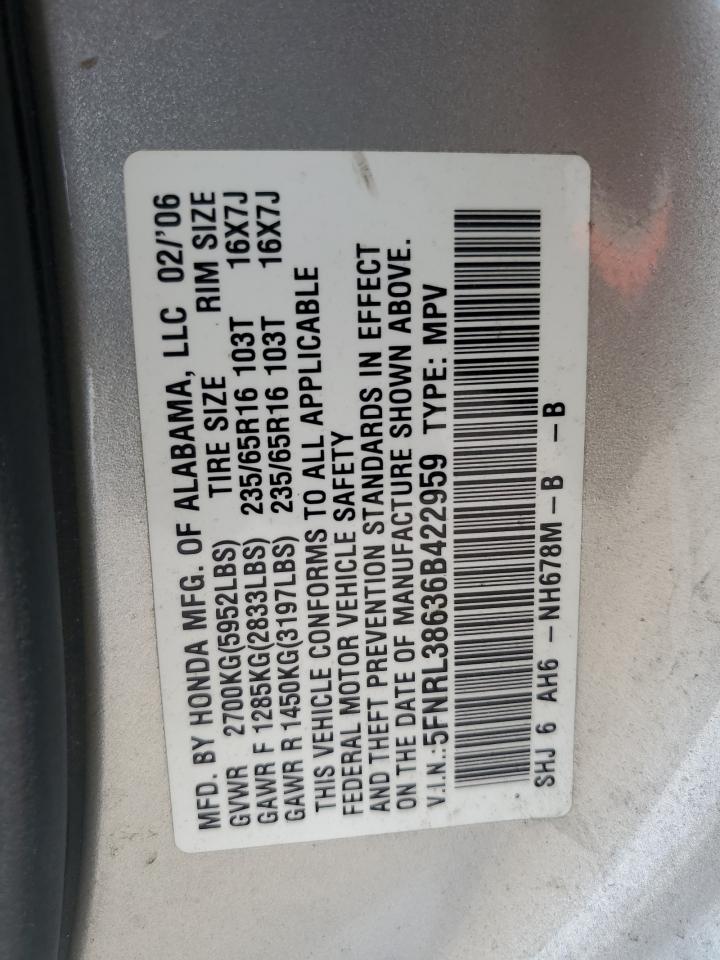 MFD. BY HONDA MFG. OF ALABAMA, LLC 02/'06
GVWR 2700KG(5952LBS) TIRE SIZE RIM SIZE
GAWR F 1285KG(2833LBS) 235/65R16 103T 16X7J
GAWR R 1450KG(3197LBS) 235/65R16 103T 16X7J
THIS VEHICLE CONFORMS TO ALL APPLICABLE
FEDERAL MOTOR VEHICLE SAFETY
AND THEFT PREVENTION STANDARDS IN EFFECT
ON THE DATE OF MANUFACTURE SHOWN ABOVE.
V.I.N.: 5FNRL38636B422959 TYPE: MPV
SHJ 6 AH6 -NH678M-B -B